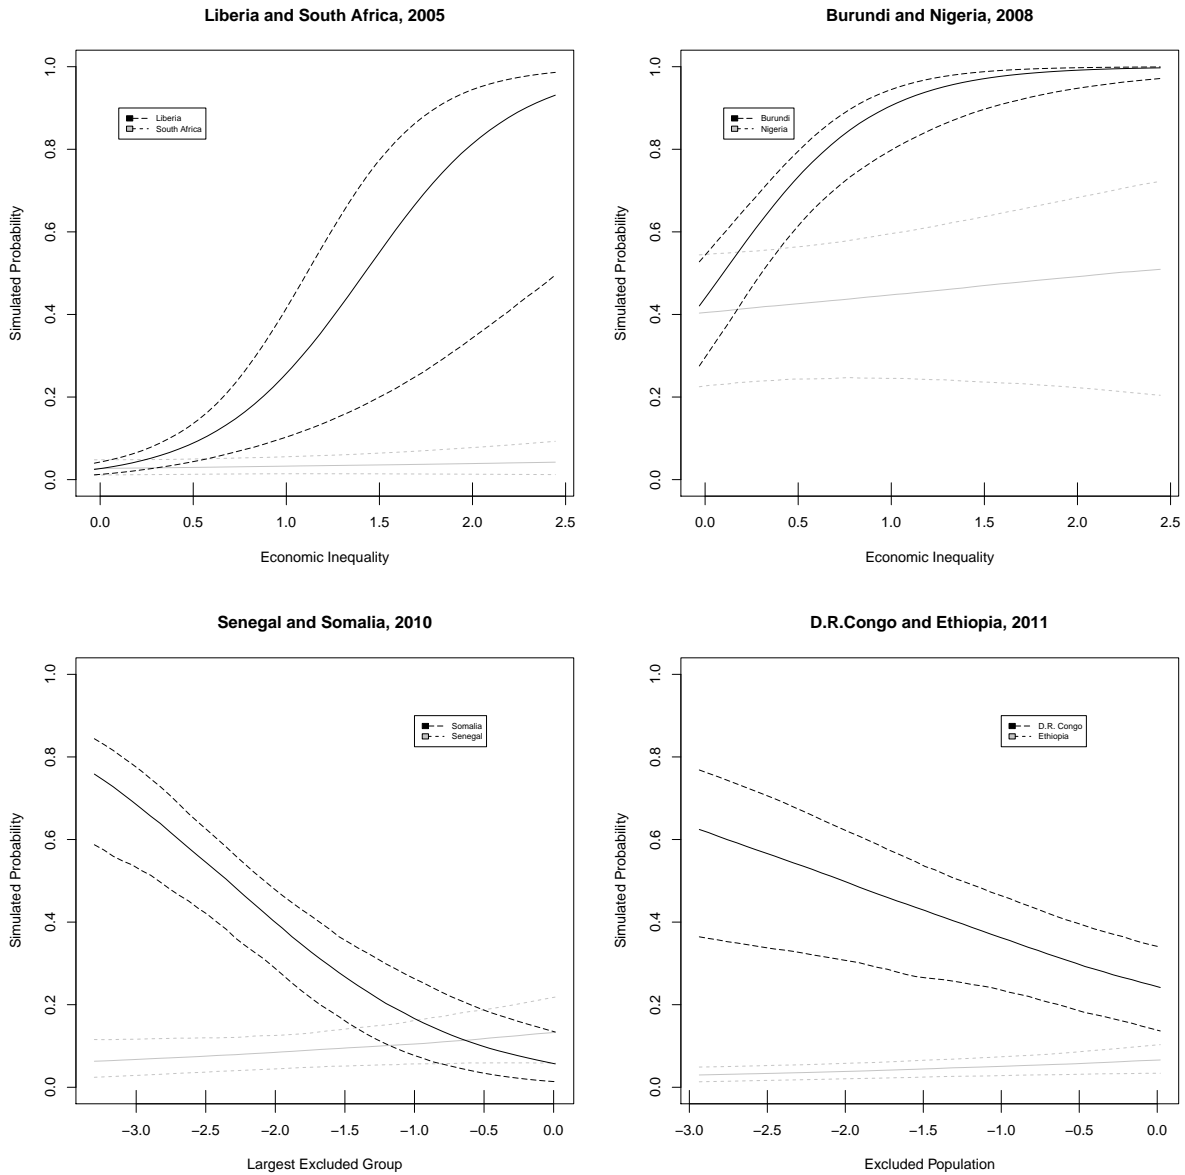 Liberia and South Africa, 2005
Simulated Probability
1.0
0.8
0.6
0.4
0.2
0.0
Liberia
South Africa
0.0 0.5 1.0 1.5 2.0 2.5
Economic Inequality
Burundi and Nigeria, 2008
Simulated Probability
1.0
0.8
0.6
0.4
0.2
0.0
Burundi
Nigeria
0.0 0.5 1.0 1.5 2.0 2.5
Economic Inequality
Senegal and Somalia, 2010
Simulated Probability
1.0
0.8
0.6
0.4
0.2
0.0
Somalia
Senegal
−3.0 −2.5 −2.0 −1.5 −1.0 −0.5 0.0
Largest Excluded Group
D.R.Congo and Ethiopia, 2011
Simulated Probability
1.0
0.8
0.6
0.4
0.2
0.0
D.R. Congo
Ethiopia
−3.0 −2.5 −2.0 −1.5 −1.0 −0.5 0.0
Excluded Population